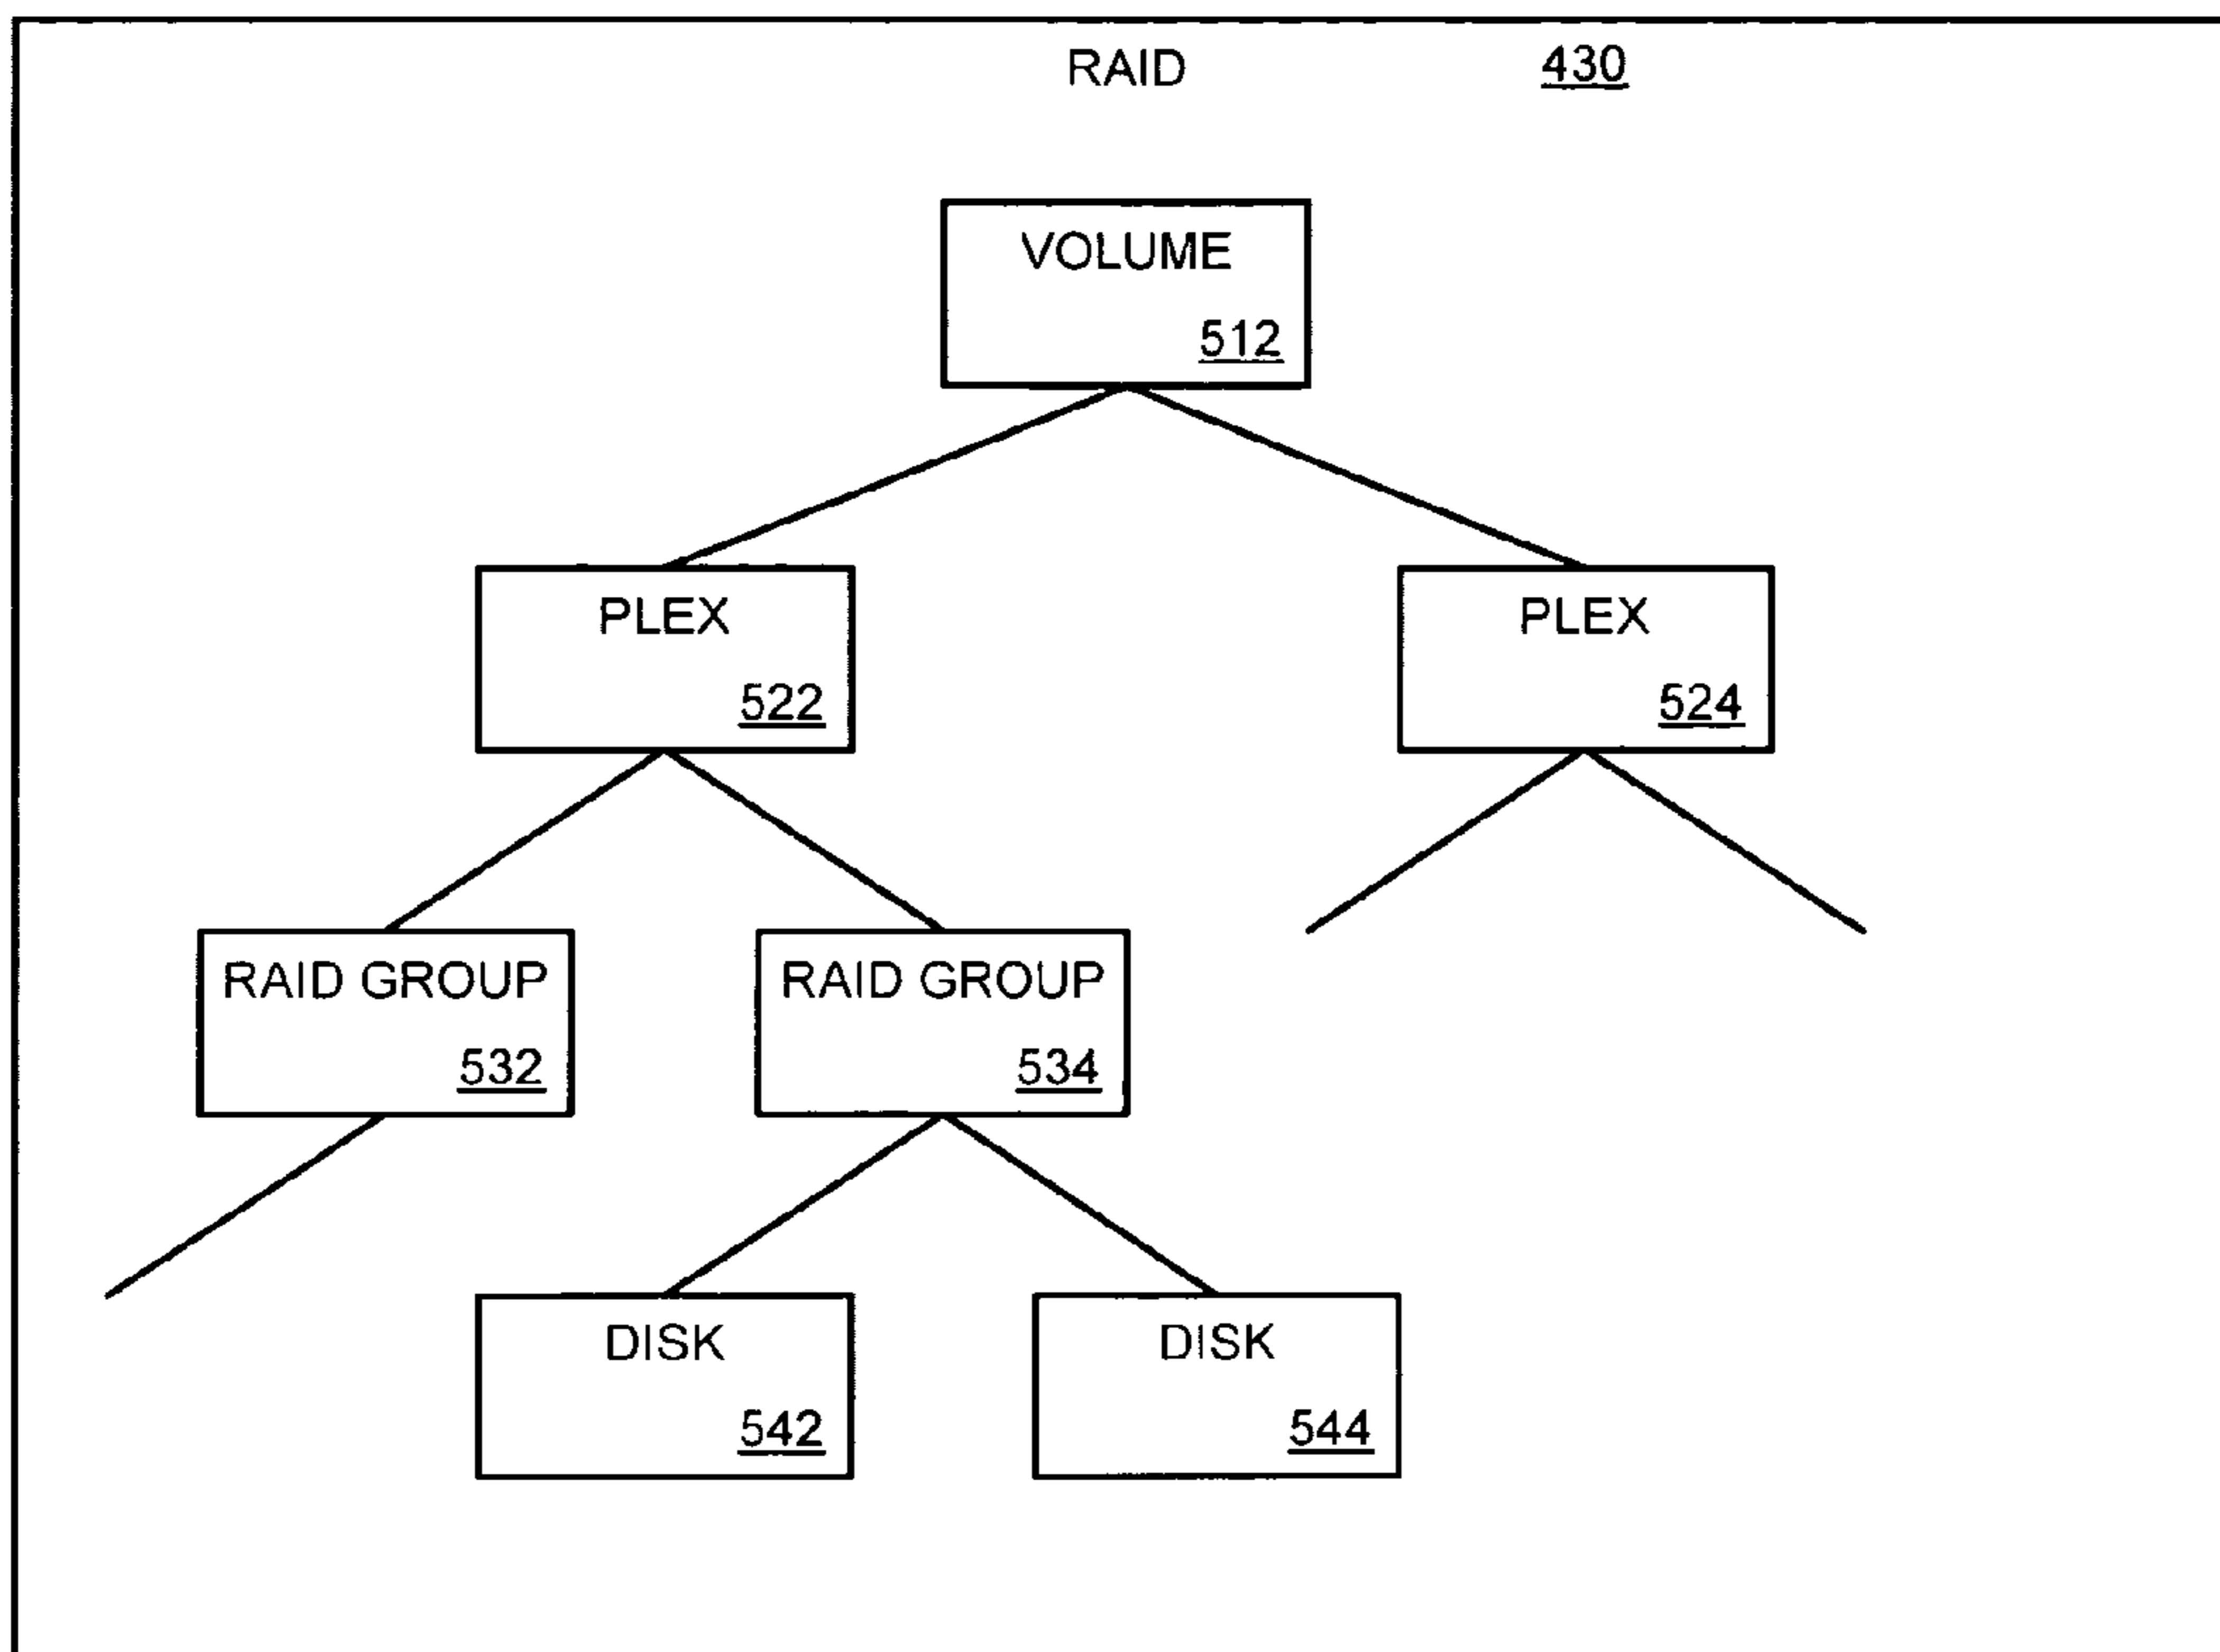 RAID 430
VOLUME
512
PLEX
522
PLEX
524
RAID GROUP
532
RAID GROUP
534
DISK
542
DISK
544